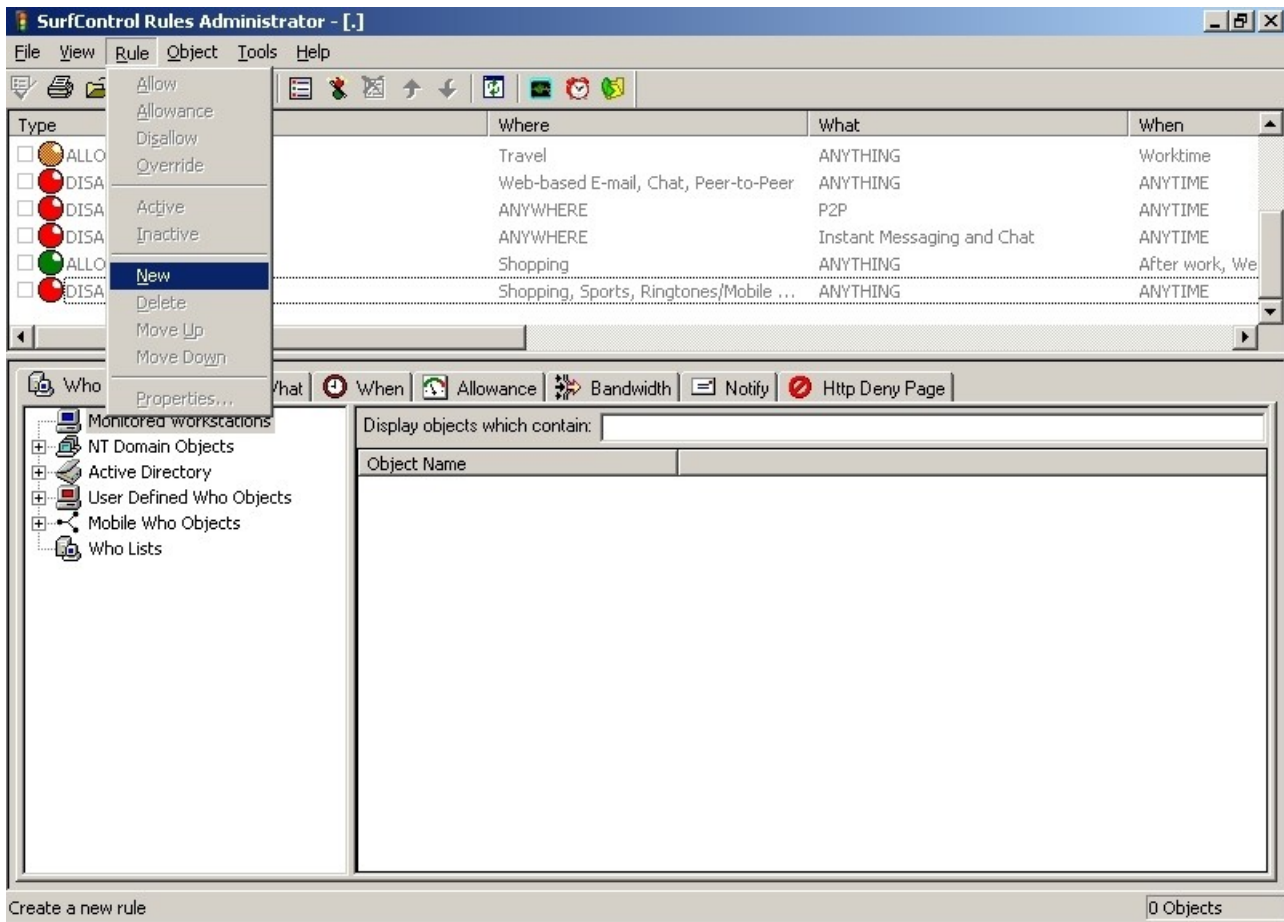 SurfControl Rules Administrator - [.]
File View Rule Object Tools Help
Allow
Allowance
Disallow
Override
Active
Inactive
New
Delete
Move Up
Move Down
Properties...
Type Where What When
ALLO Travel ANYTHING Worktime
DISA Web-based E-mail, Chat, Peer-to-Peer ANYTHING ANYTIME
DISA ANYWHERE P2P ANYTIME
DISA ANYWHERE Instant Messaging and Chat ANYTIME
ALLO Shopping ANYTHING After work, We
DISA Shopping, Sports, Ringtones/Mobile ... ANYTHING ANYTIME
Who hat When Allowance Bandwidth Notify Http Deny Page
Monitored Workstations
NT Domain Objects
Active Directory
User Defined Who Objects
Mobile Who Objects
Who Lists
Display objects which contain:
Object Name
Create a new rule 0 Objects